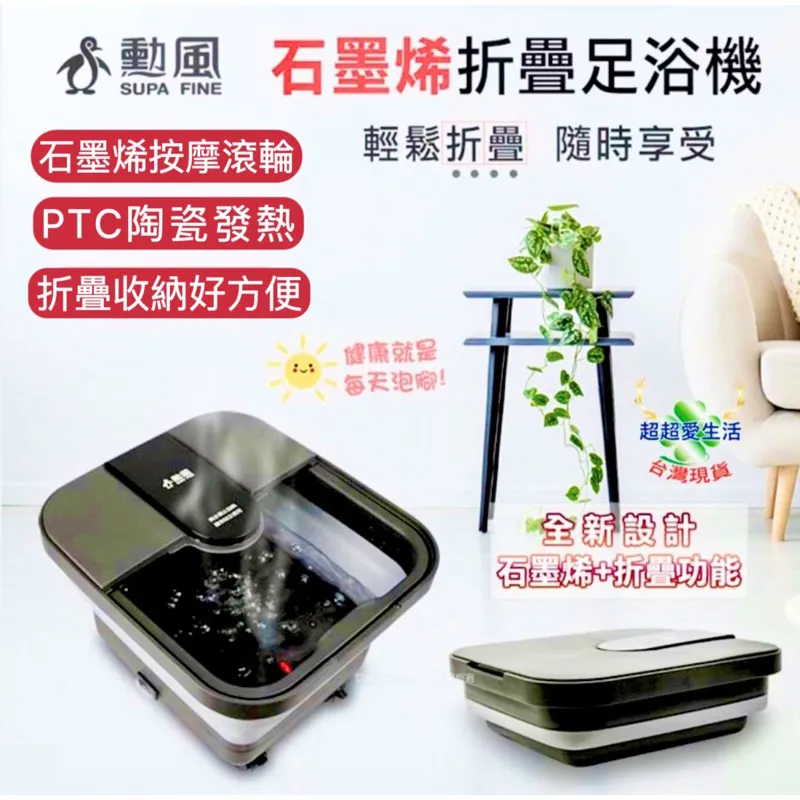 勳風
SUPA FINE
石墨烯折疊足浴機
輕鬆折疊 隨時享受
石墨烯按摩滾輪
PTC陶瓷發熱
折疊收納好方便
健康就是
每天泡腳!
超超愛生活
台灣現貨
全新設計
石墨烯+折疊功能
勳風